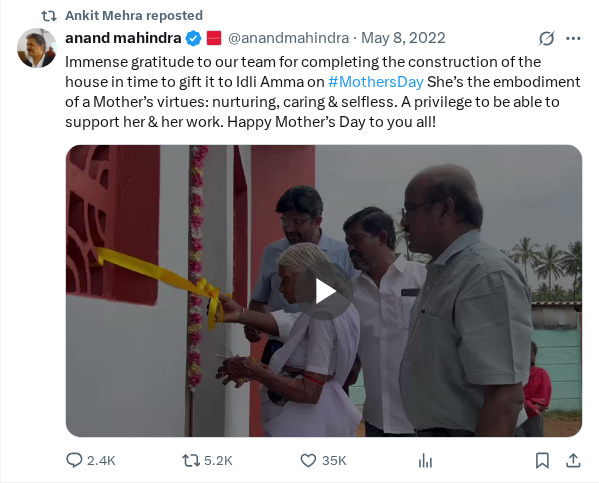 Ankit Mehra reposted
anand mahindra @anandmahindra · May 8, 2022
Immense gratitude to our team for completing the construction of the
house in time to gift it to Idli Amma on #MothersDay She’s the embodiment
of a Mother’s virtues: nurturing, caring & selfless. A privilege to be able to
support her & her work. Happy Mother’s Day to you all!
2.4K 5.2K 35K